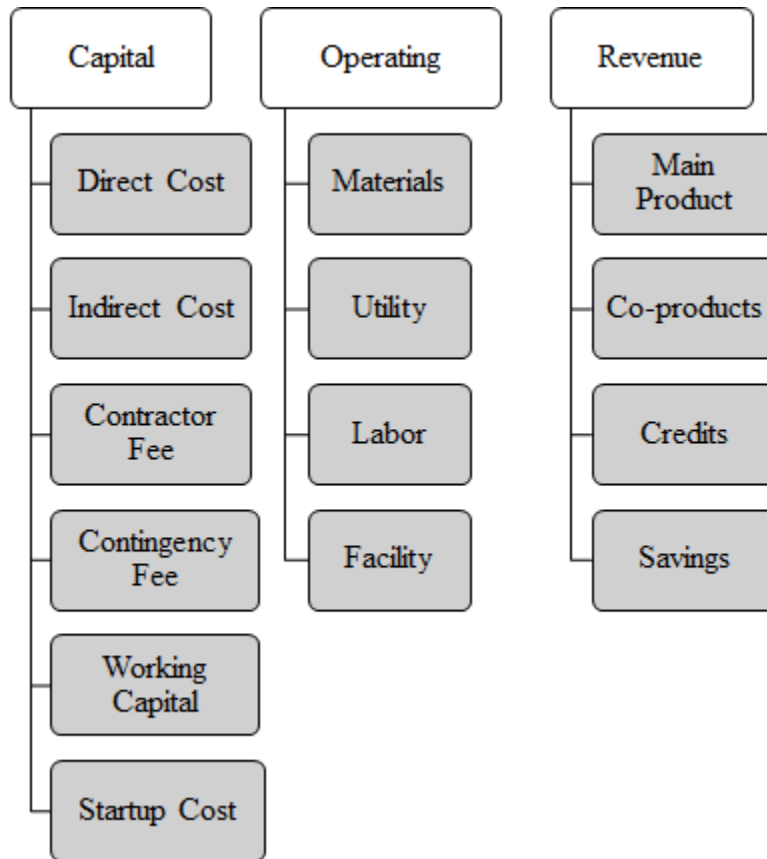 Capital
Direct Cost
Indirect Cost
Contractor
Fee
Contingency
Fee
Working
Capital
Startup Cost
Operating
Materials
Utility
Labor
Facility
Revenue
Main
Product
Co-products
Credits
Savings